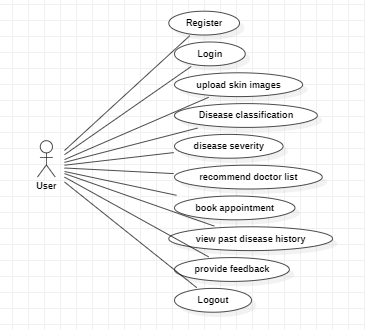 Register
Login
upload skin images
Disease classification
disease severity
User
recommend doctor list
book appointment
view past disease history
provide feedback
Logout